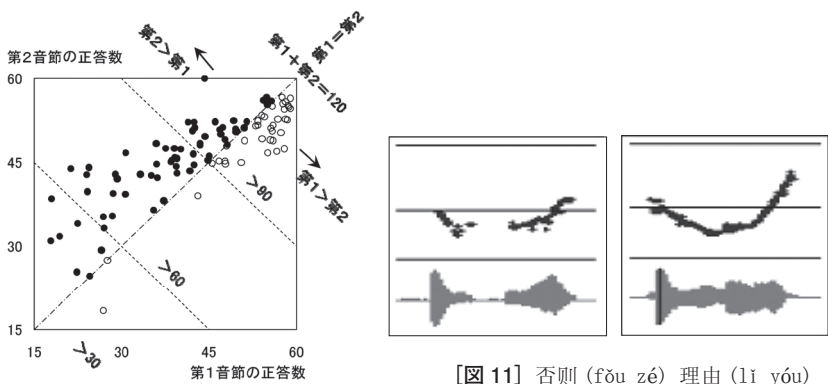 第2音節の正答数
60
45
30
15
15
30
45
60
第1音節の正答数
第2>第1
第1=第2
第1+第2=120
第1>第2
>90
>60
>30
[図 11] 否则 (fǒu zé) 理由 (lǐ yóu)